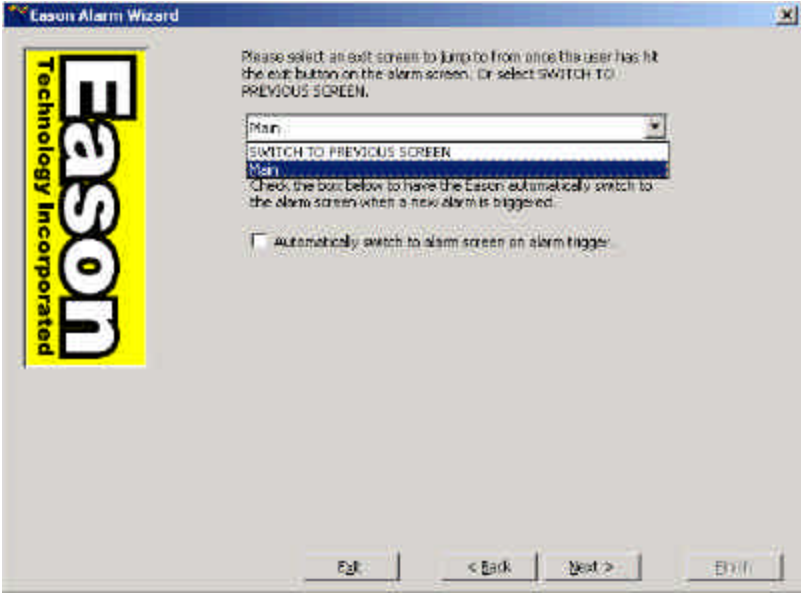 Eason Alarm Wizard
Eason
Technology Incorporated
Please select an exit screen to jump to from once the user has hit
the exit button on the alarm screen. Or select SWITCH TO
PREVIOUS SCREEN.
Main
SWITCH TO PREVIOUS SCREEN
Main
Check the box below to have the Eason automatically switch to
the alarm screen when a new alarm is triggered.
Automatically switch to alarm screen on alarm trigger.
Exit
< Back
Next >
Finish